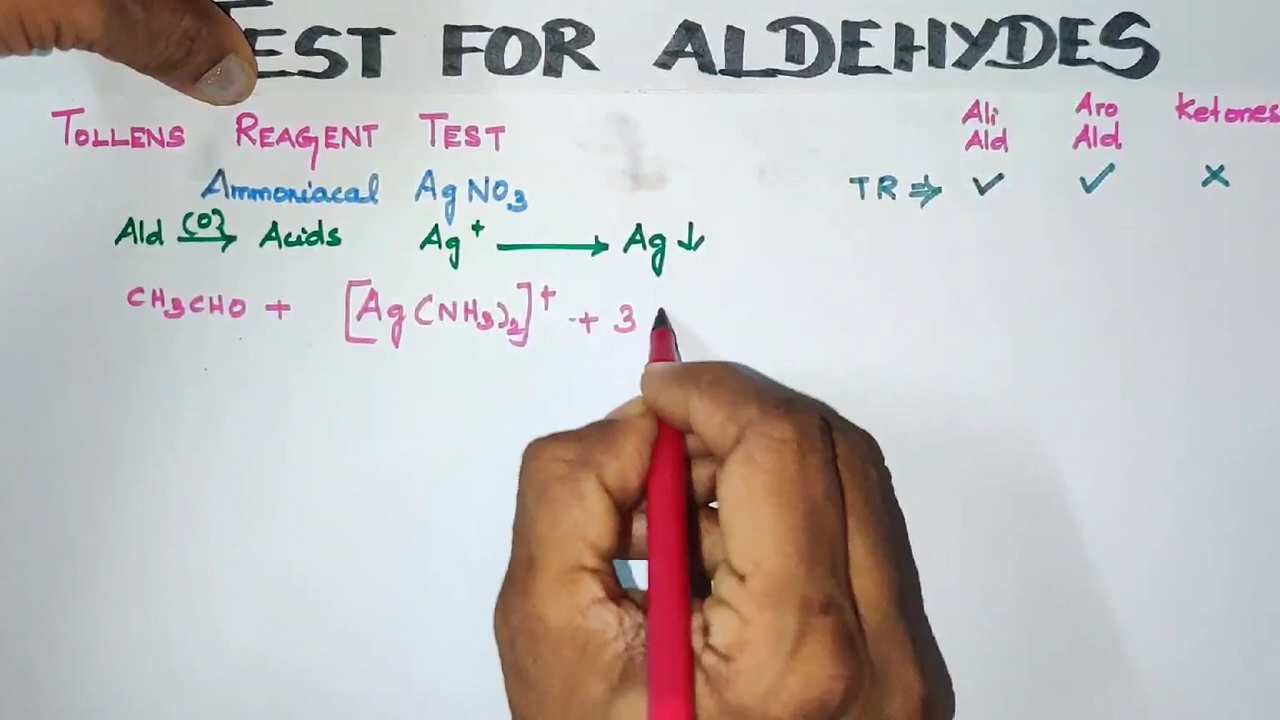 TEST FOR ALDEHYDES
TOLLENS REAGENT TEST
Ammoniacal AgNO₃
Ald —(O)→ Acids Ag⁺ ⟶ Ag↓
CH₃CHO + [Ag(NH₃)₂]⁺ + 3
Ali Ald
Aro Ald
Ketones
TR ⇒ ✓ ✓ ×